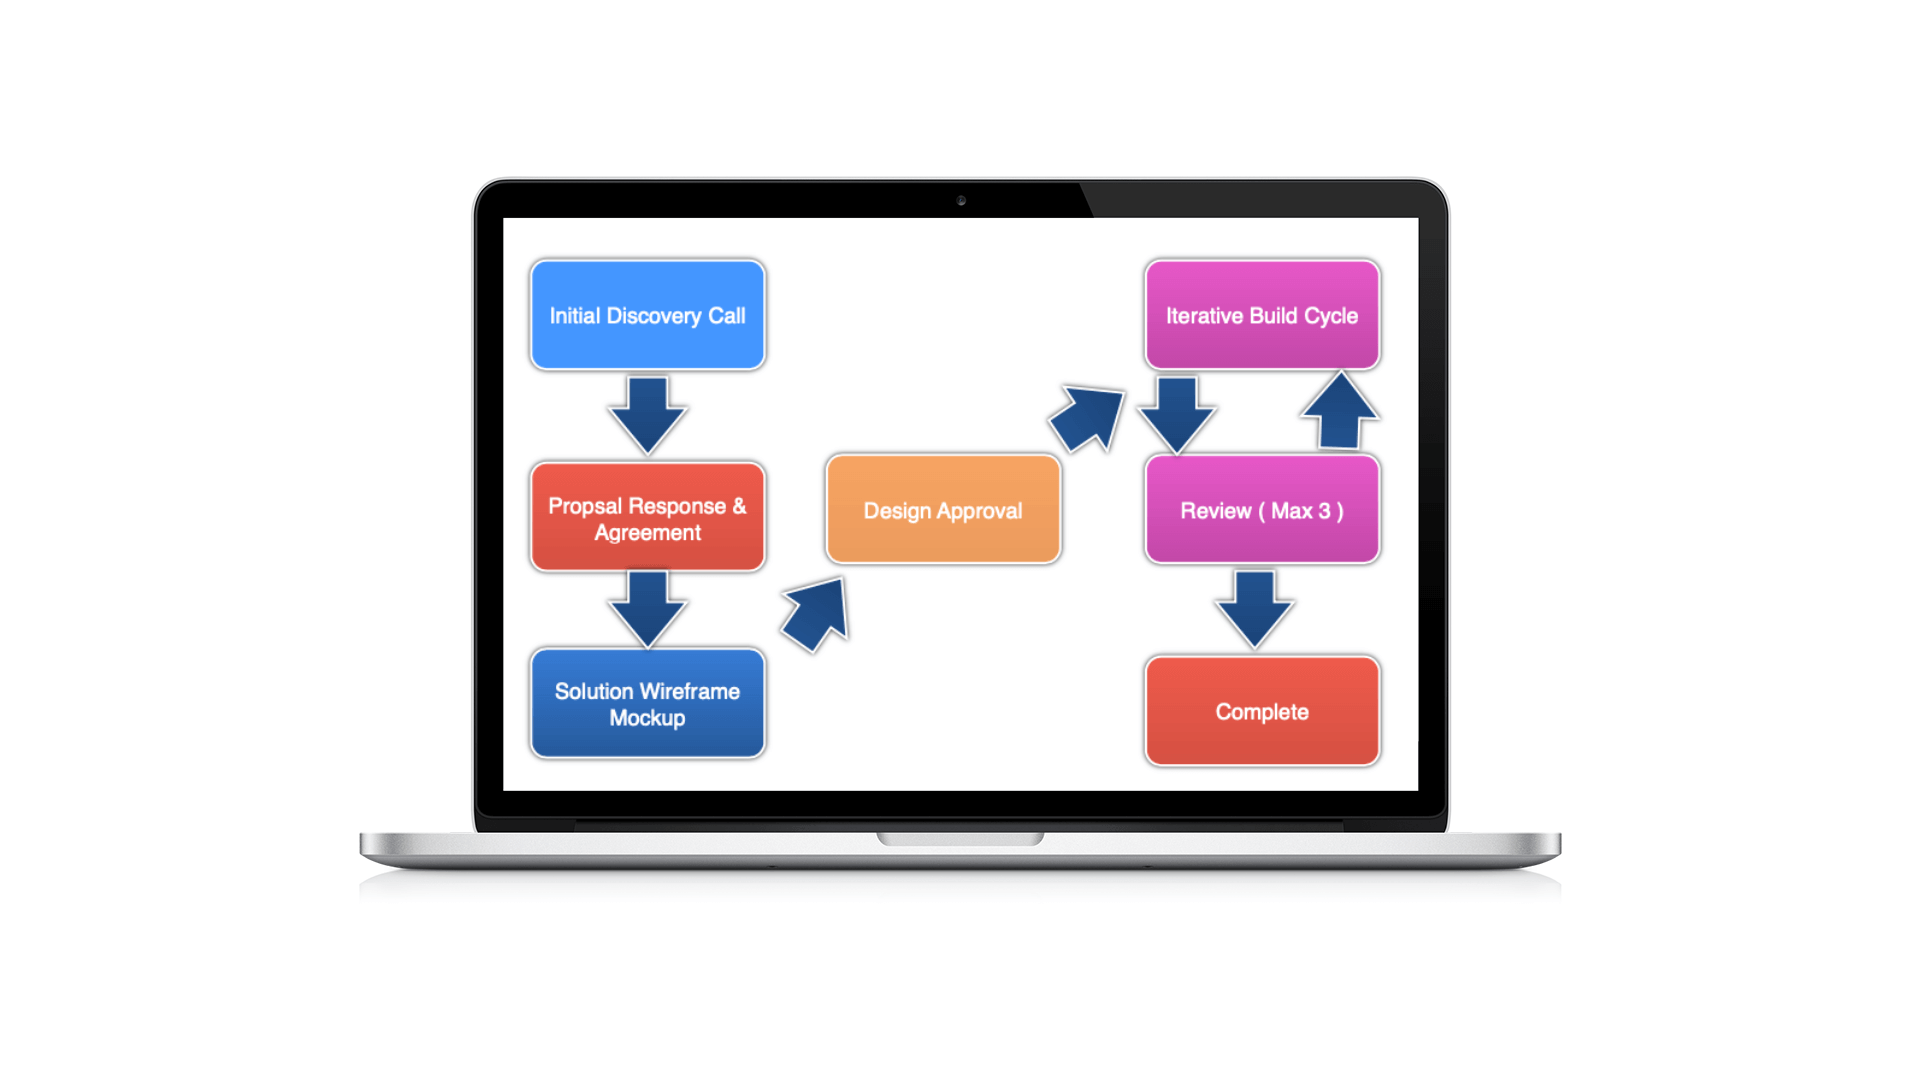 Initial Discovery Call
Propsal Response &
Agreement
Solution Wireframe
Mockup
Design Approval
Iterative Build Cycle
Review ( Max 3 )
Complete